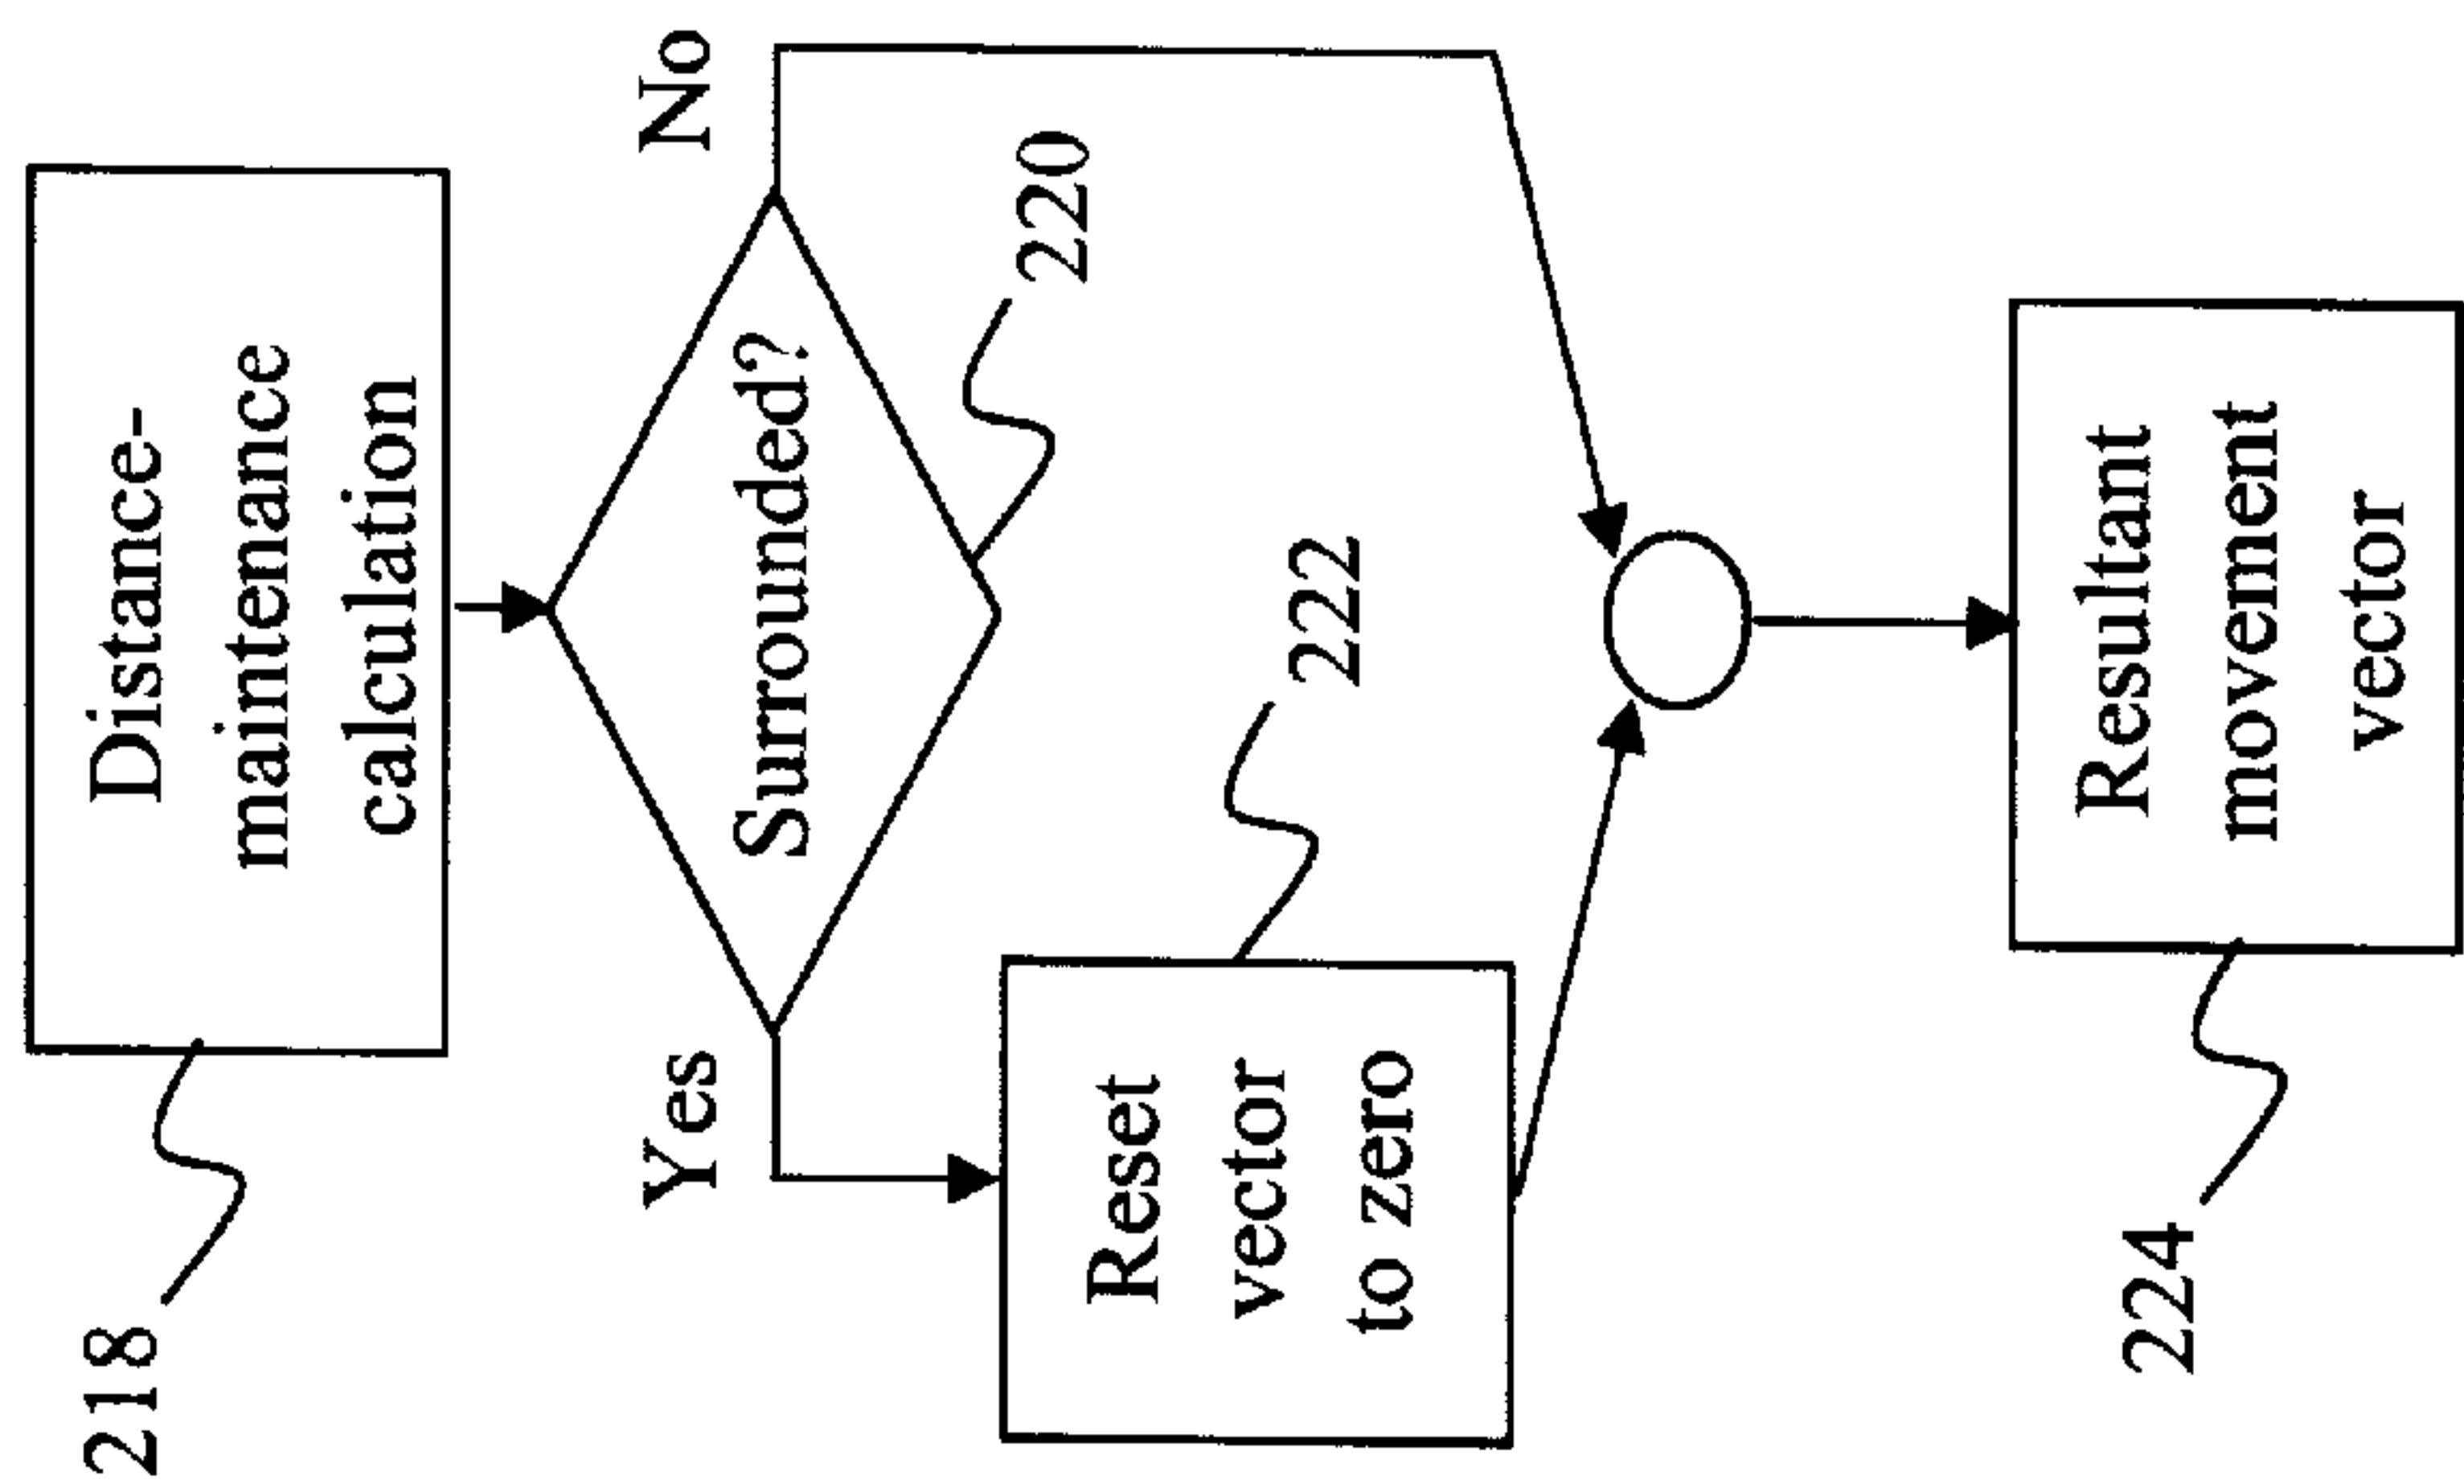 218
Distance-
maintenance
calculation
Yes
No
Surrounded?
220
Reset
vector
to zero
222
224
Resultant
movement
vector